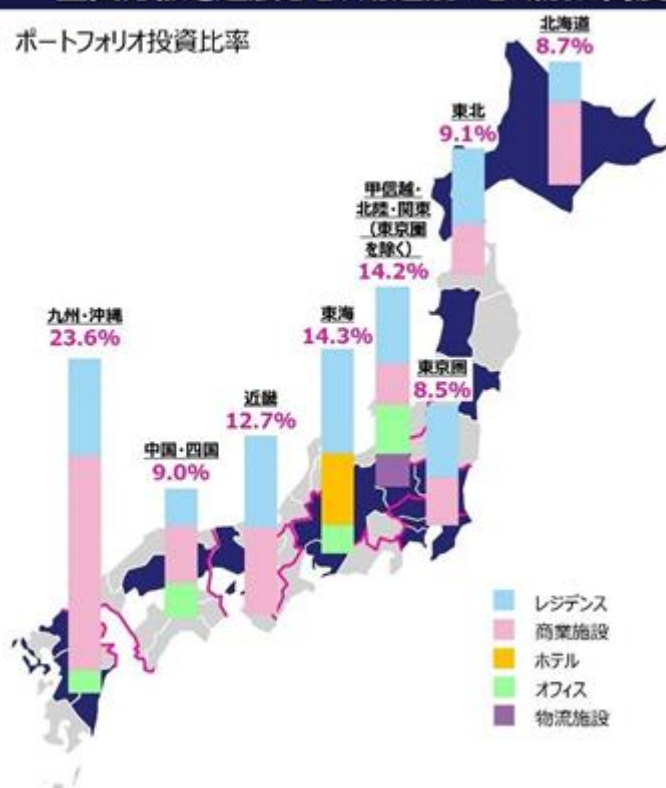 ポートフォリオ投資比率
北海道
8.7%
東北
9.1%
甲信越・
北陸・関東
（東京圏
を除く）
14.2%
九州・沖縄
23.6%
東海
14.3%
東京圏
8.5%
近畿
12.7%
中国・四国
9.0%
レジデンス
商業施設
ホテル
オフィス
物流施設